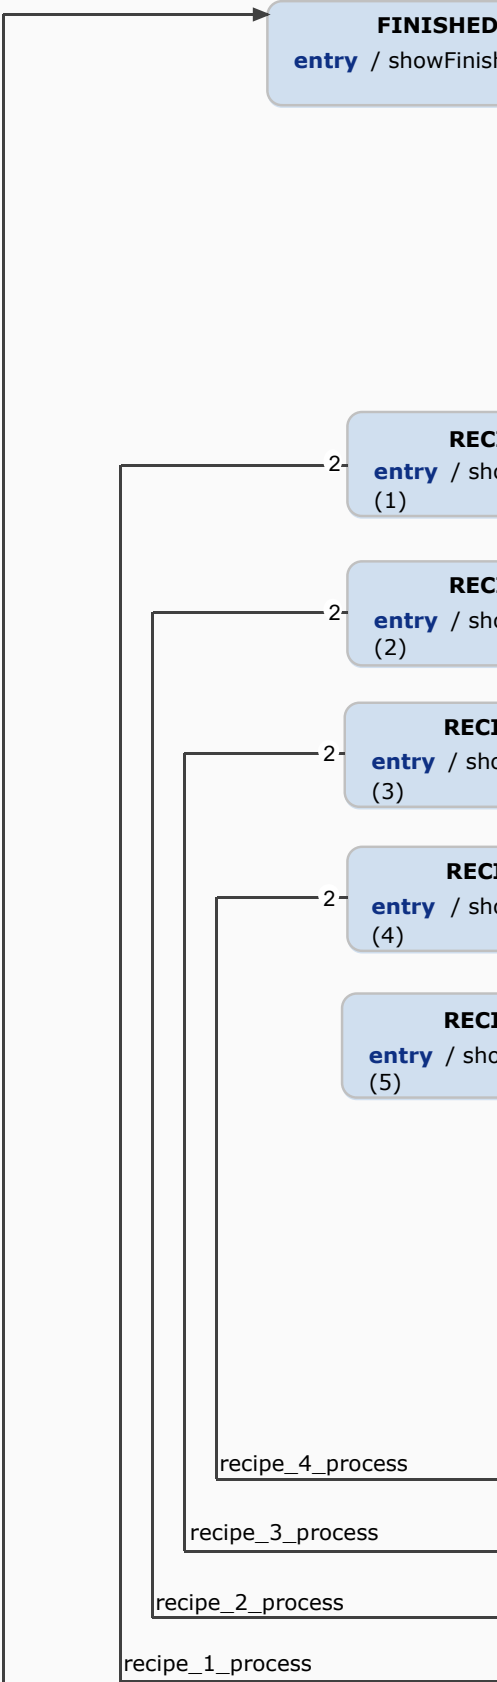 FINISHED
entry / showFinish
RECI
entry / sho
(1)
2
RECI
entry / sho
(2)
2
RECI
entry / sho
(3)
2
RECI
entry / sho
(4)
2
RECI
entry / sho
(5)
recipe_4_process
recipe_3_process
recipe_2_process
recipe_1_process